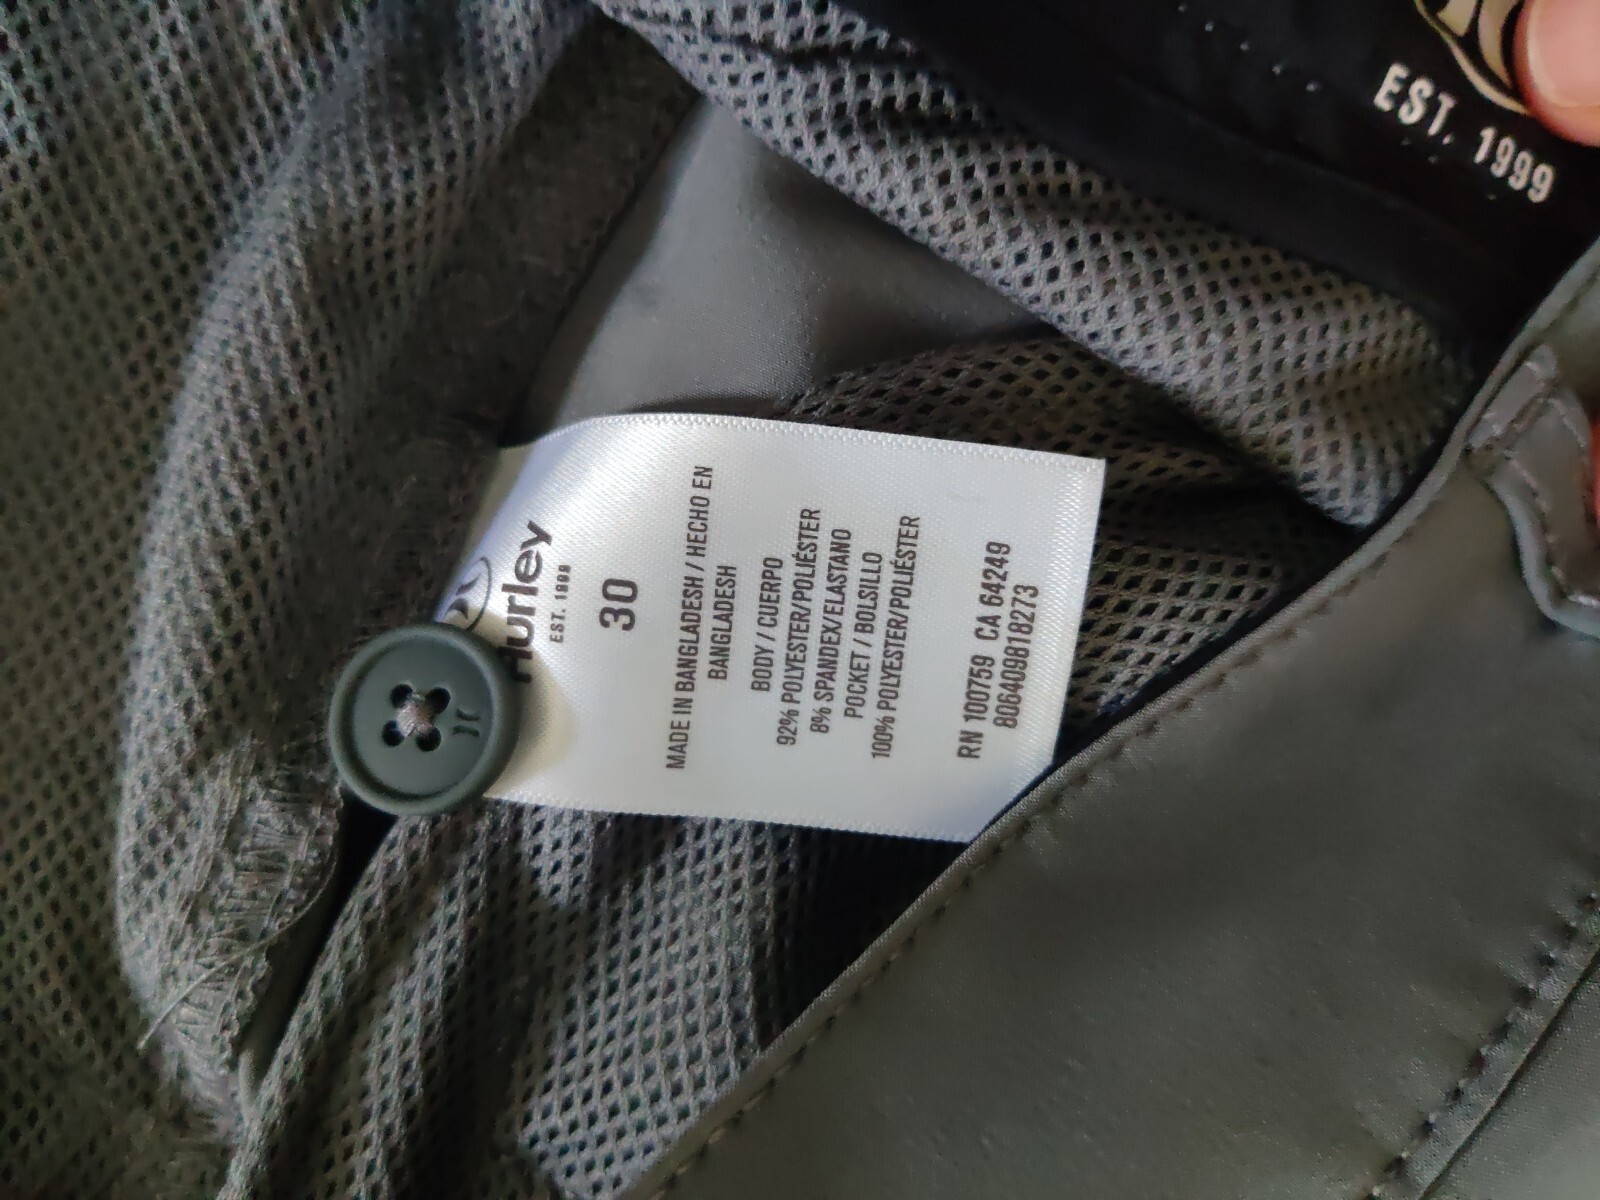 EST. 1999
Hurley
EST. 1999
30
MADE IN BANGLADESH / HECHO EN
BANGLADESH
BODY / CUERPO
92% POLYESTER/POLIÉSTER
8% SPANDEX/ELASTANO
POCKET / BOLSILLO
100% POLYESTER/POLIÉSTER
RN 100759 CA 64249
806409818273